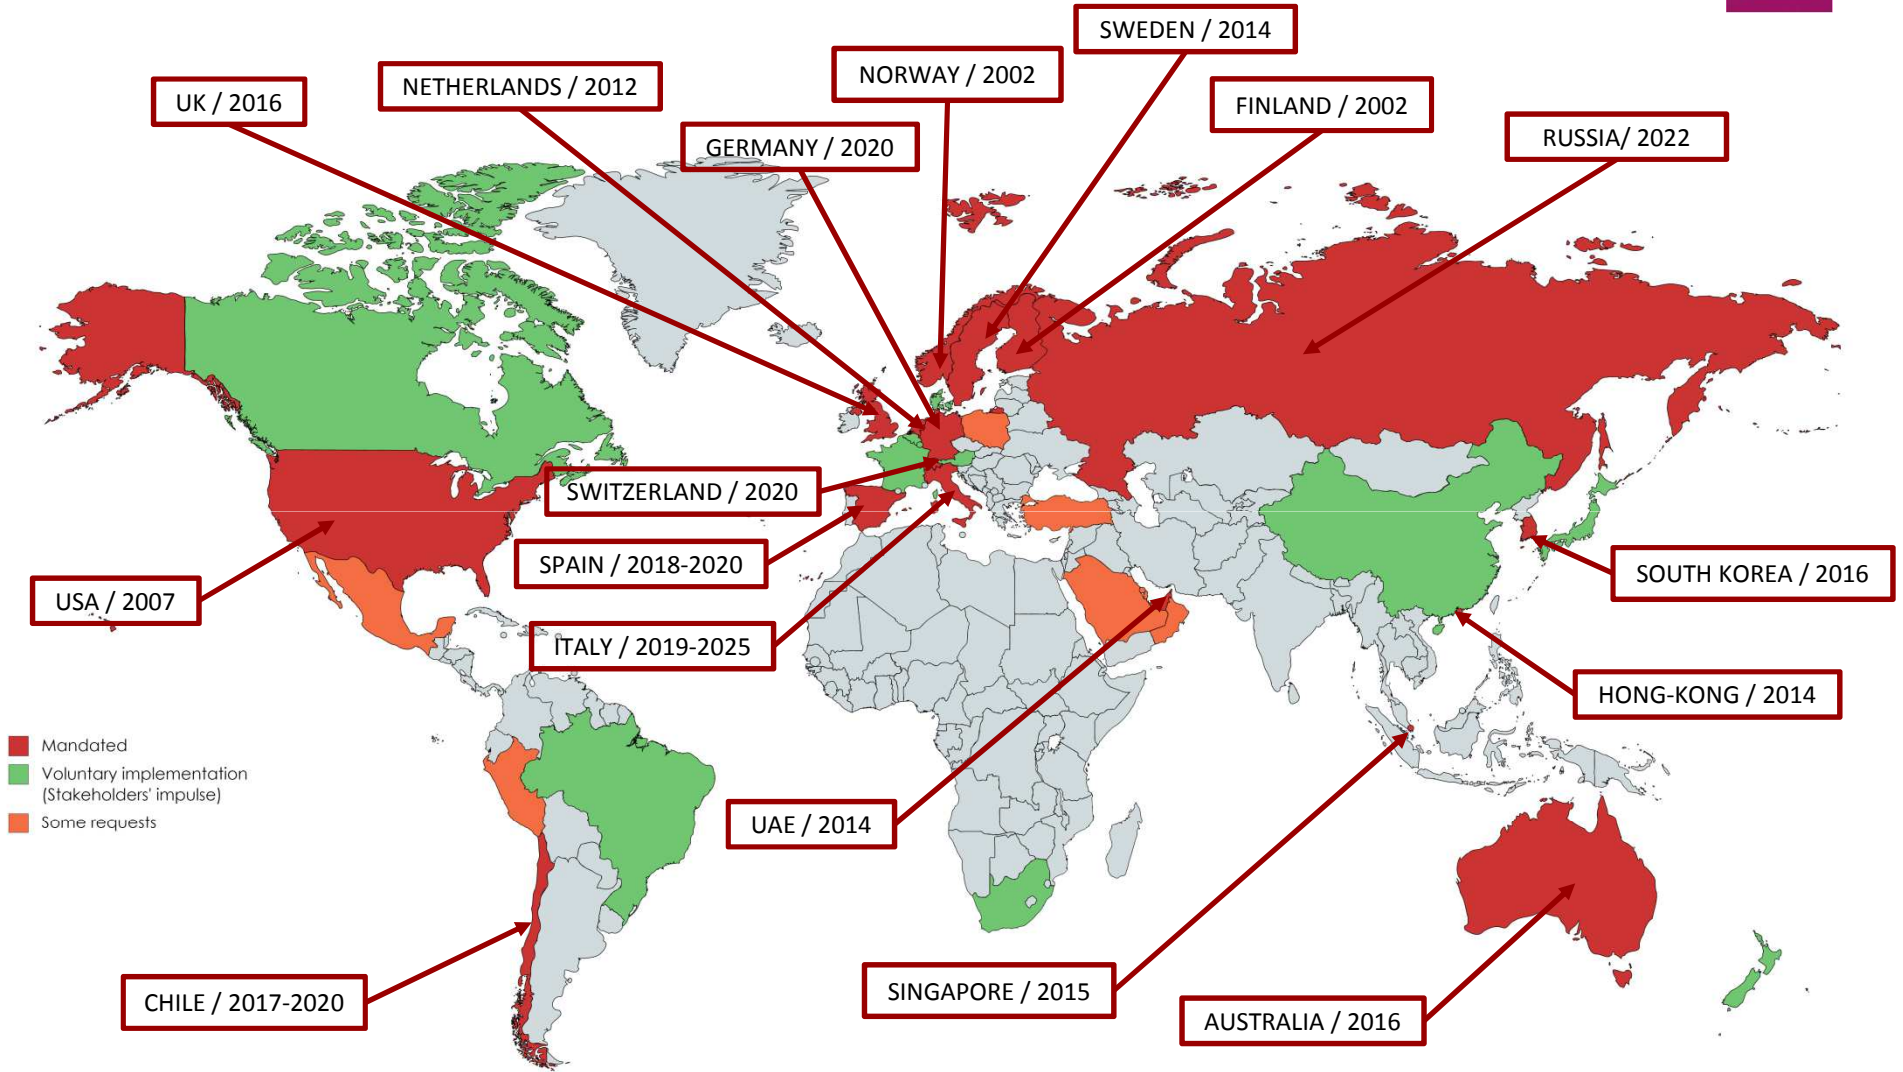 SWEDEN / 2014
NORWAY / 2002
NETHERLANDS / 2012
UK / 2016
FINLAND / 2002
RUSSIA/ 2022
GERMANY / 2020
SWITZERLAND / 2020
SPAIN / 2018-2020
SOUTH KOREA / 2016
USA / 2007
ITALY / 2019-2025
HONG-KONG / 2014
Mandated
Voluntary implementation
(Stakeholders' impulse)
Some requests
UAE / 2014
CHILE / 2017-2020
SINGAPORE / 2015
AUSTRALIA / 2016